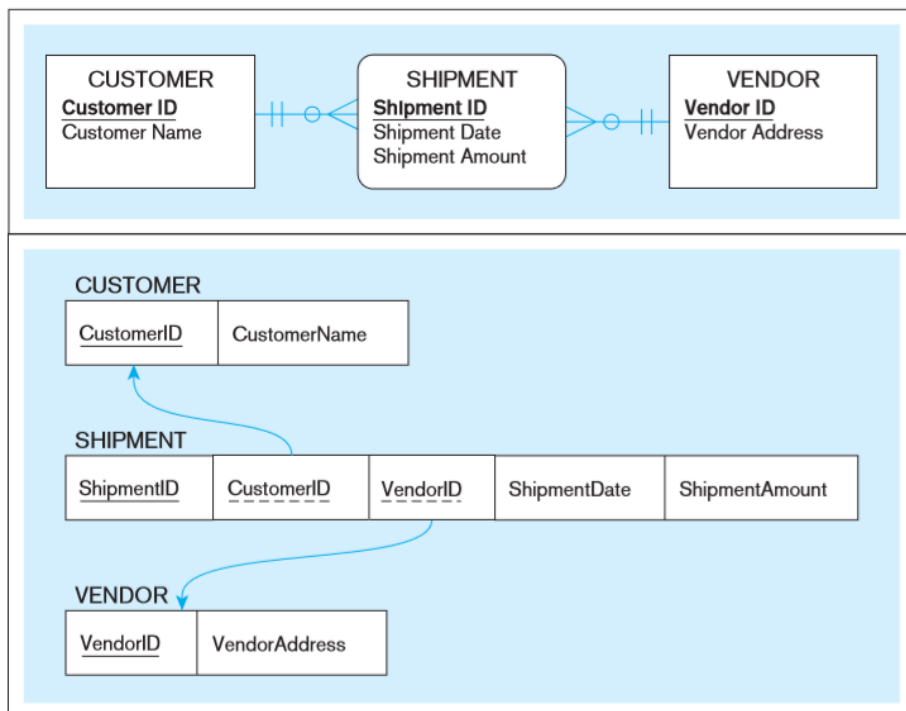 CUSTOMER
Customer ID
Customer Name
SHIPMENT
Shipment ID
Shipment Date
Shipment Amount
VENDOR
Vendor ID
Vendor Address
CUSTOMER
CustomerID CustomerName
SHIPMENT
ShipmentID CustomerID VendorID ShipmentDate ShipmentAmount
VENDOR
VendorID VendorAddress